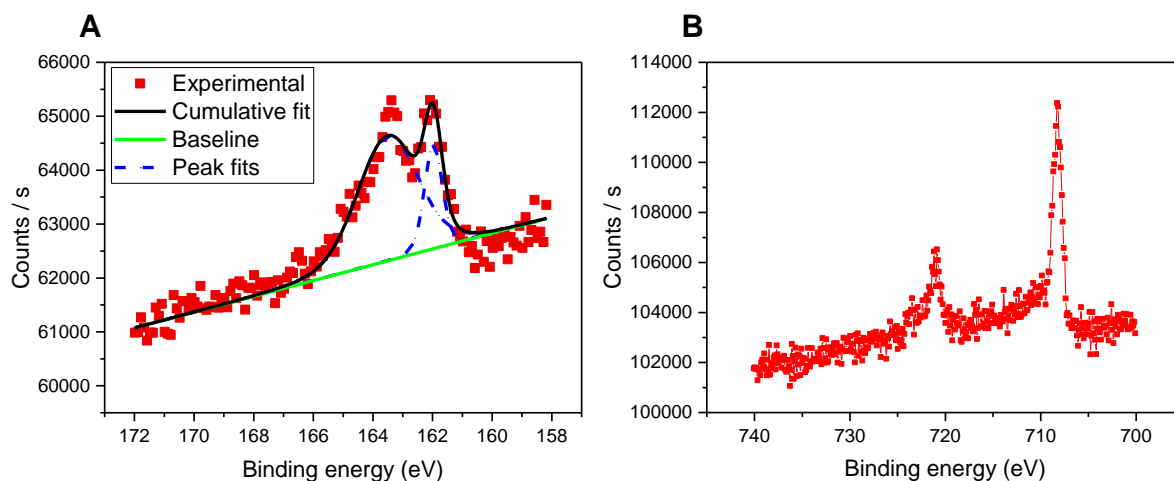 A
66000
65000
64000
63000
62000
61000
60000
Counts / s
Experimental
Cumulative fit
Baseline
Peak fits
172 170 168 166 164 162 160 158
Binding energy (eV)
B
114000
112000
110000
108000
106000
104000
102000
100000
Counts / s
740 730 720 710 700
Binding energy (eV)